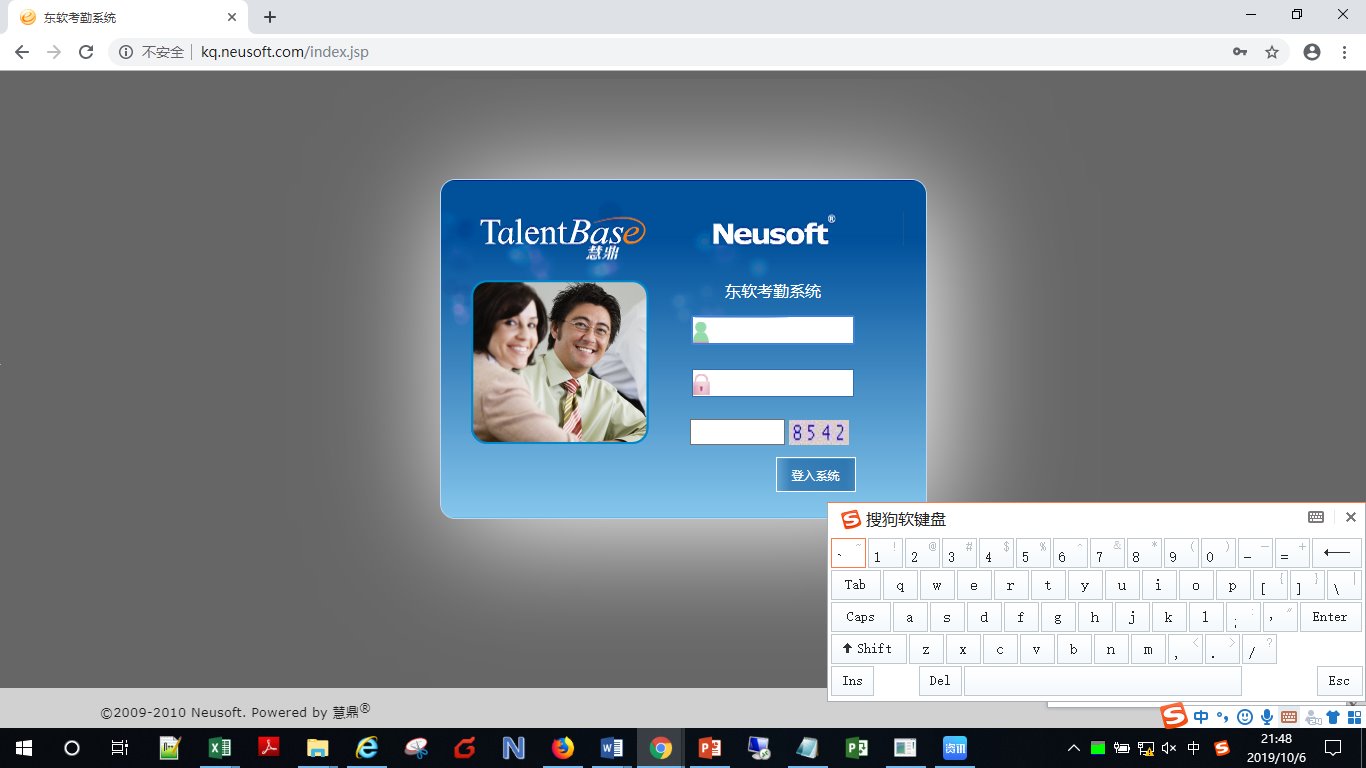 东软考勤系统
不安全 kq.neusoft.com/index.jsp
TalentBase
慧鼎
Neusoft®
东软考勤系统
8542
登入系统
搜狗软键盘
` ~ 1 ! 2 @ 3 # 4 $ 5 % 6 ^ 7 & 8 * 9 ( 0 ) - _ = +
Tab q w e r t y u i o p [ { ] } \ |
Caps a s d f g h j k l ; : ' " Enter
Shift z x c v b n m , < . > / ?
Ins Del Esc
©2009-2010 Neusoft. Powered by 慧鼎®
中
中
21:48
2019/10/6